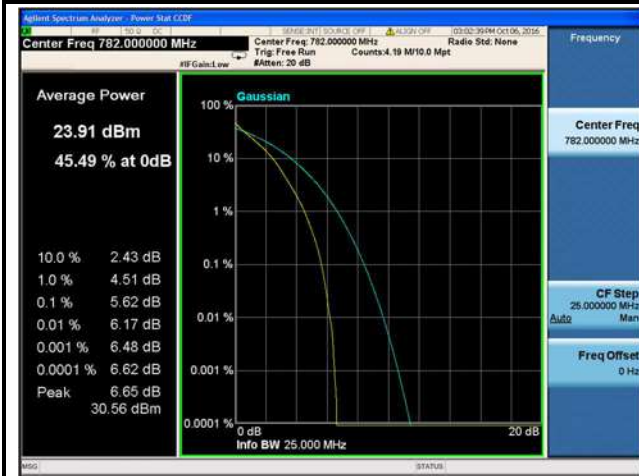 Agilent Spectrum Analyzer - Power Stat CCDF
RF 50 Ω DC SENSE:INT SOURCE OFF ALIGN OFF 03:02:39 PM Oct 06, 2016
Center Freq 782.000000 MHz
Center Freq: 782.000000 MHz
Radio Std: None
Trig: Free Run
Counts:4.19 M/10.0 Mpt
#IFGain:Low
#Atten: 20 dB
Frequency
Average Power
23.91 dBm
45.49 % at 0dB
10.0 % 2.43 dB
1.0 % 4.51 dB
0.1 % 5.62 dB
0.01 % 6.17 dB
0.001 % 6.48 dB
0.0001 % 6.62 dB
Peak 6.65 dB
30.56 dBm
Gaussian
100 %
10 %
1 %
0.1 %
0.01 %
0.001 %
0.0001 %
0 dB
20 dB
Info BW 25.000 MHz
Center Freq
782.000000 MHz
CF Step
25.000000 MHz
Auto Man
Freq Offset
0 Hz
MSG
STATUS